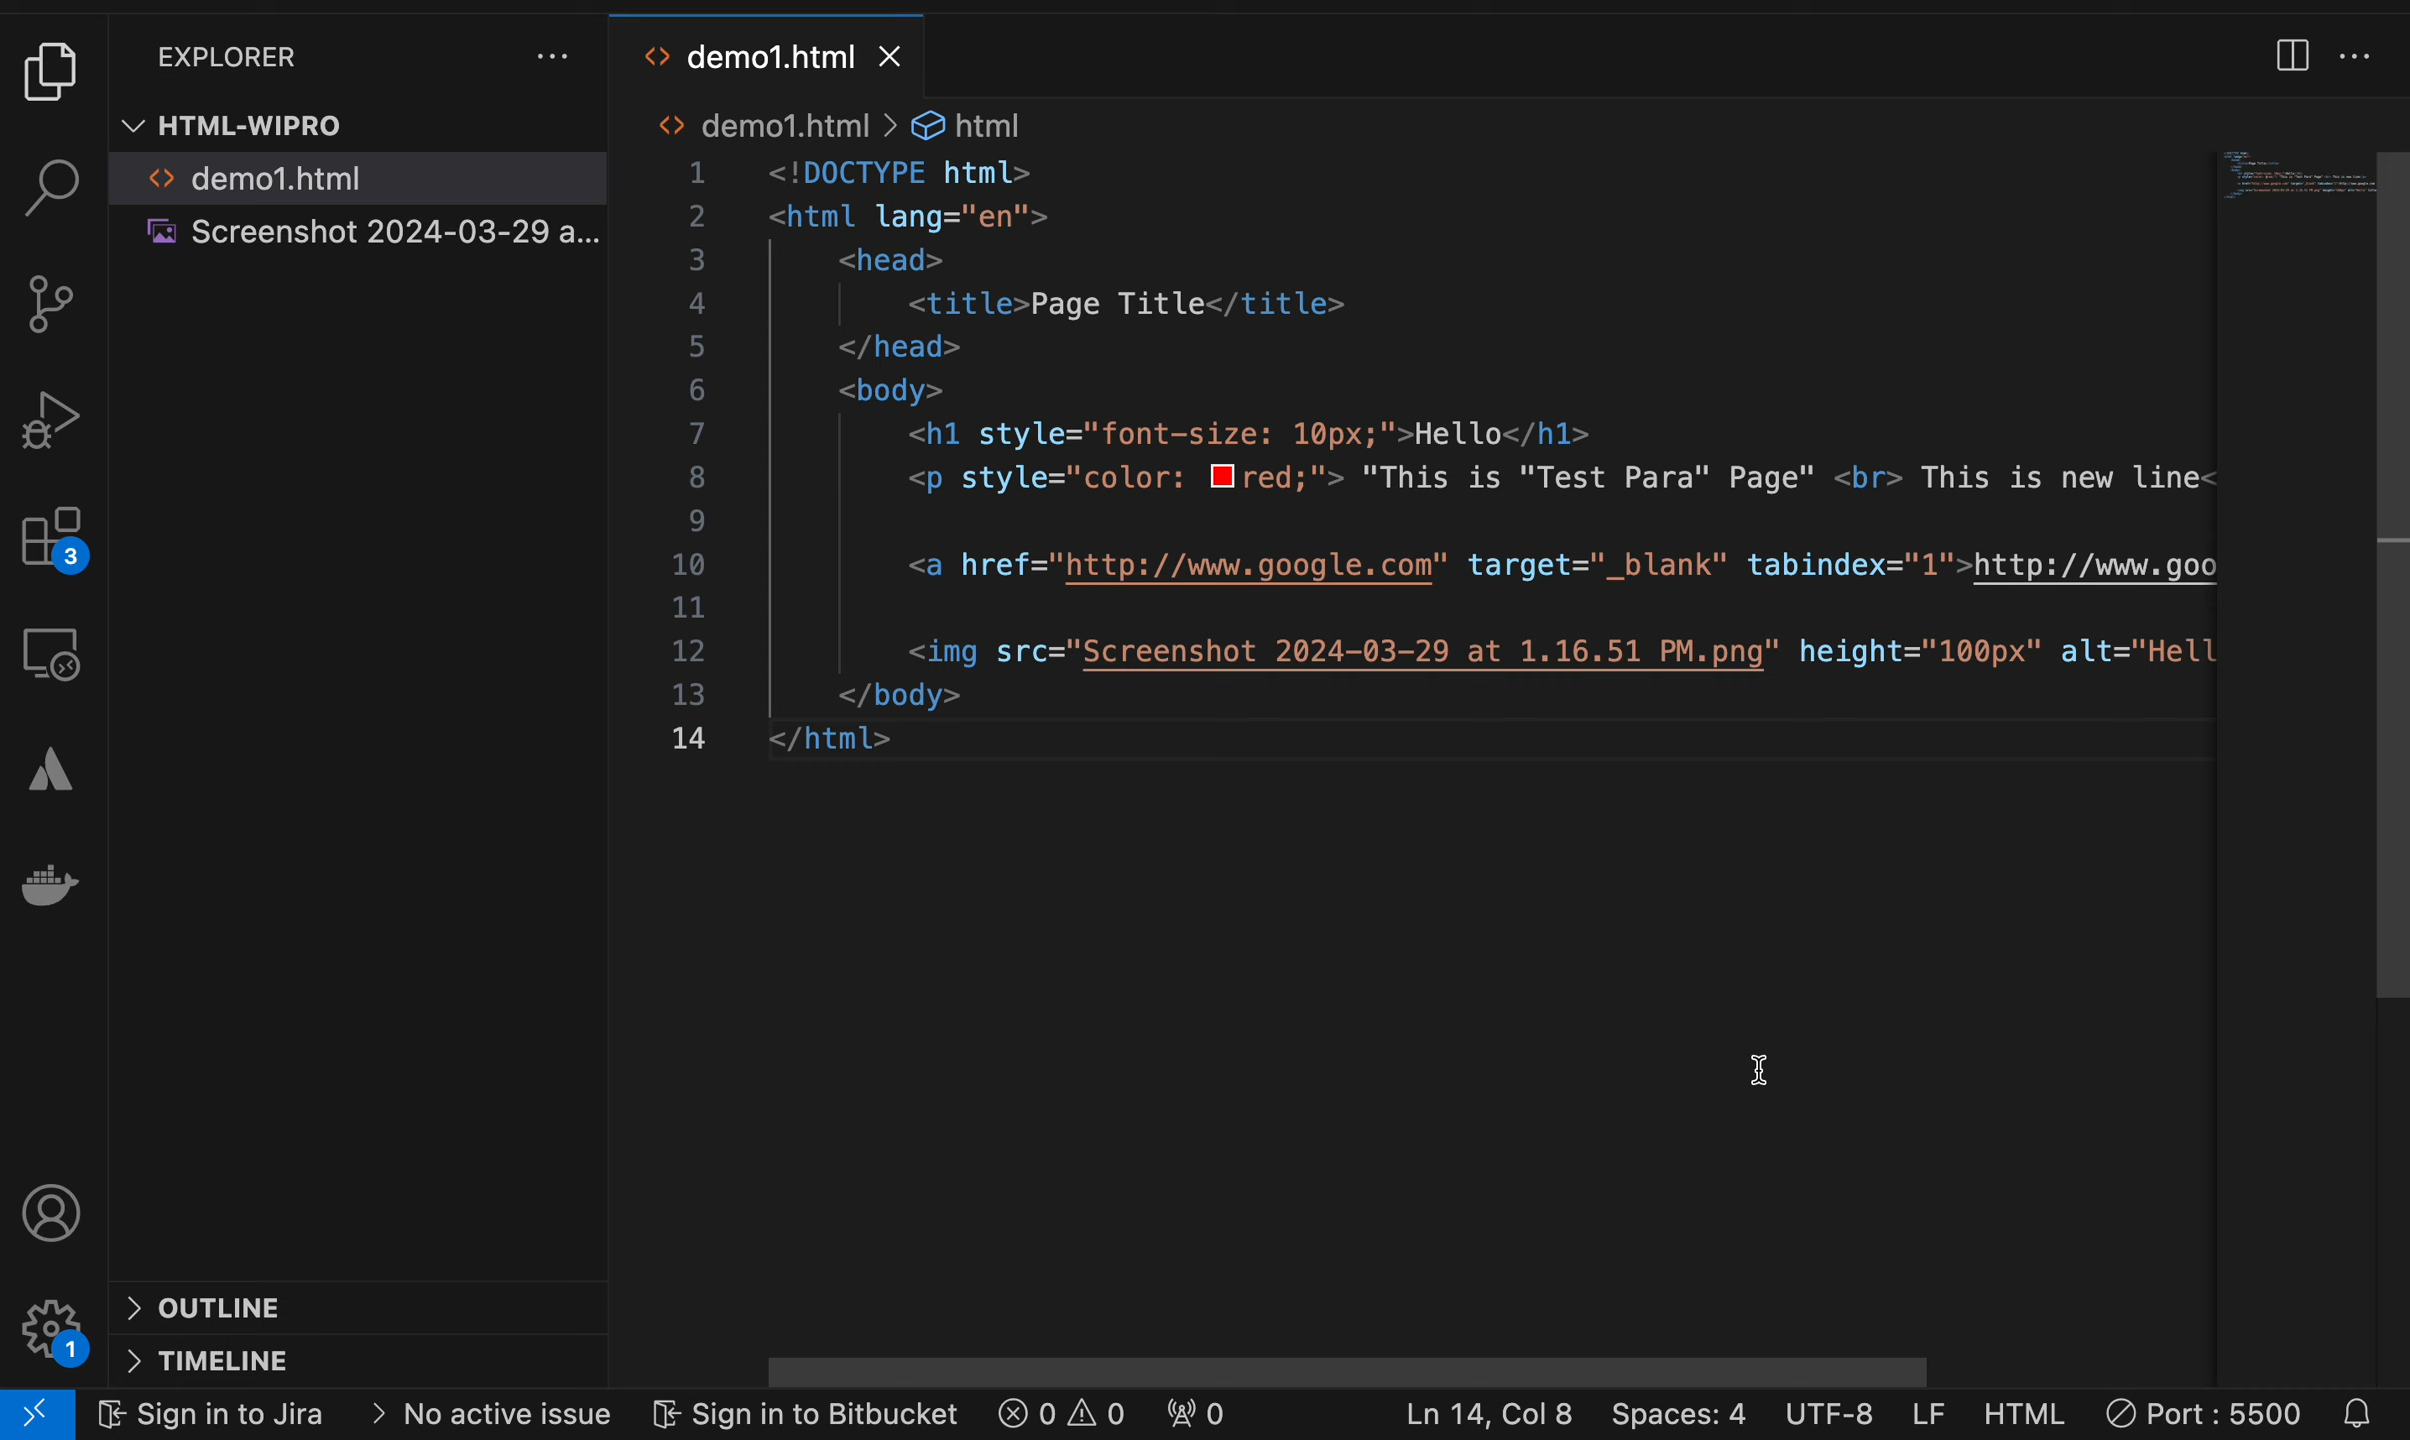 EXPLORER
HTML-WIPRO
demo1.html
Screenshot 2024-03-29 a...
OUTLINE
TIMELINE
3
1
demo1.html
demo1.html > html
1 <!DOCTYPE html>
2 <html lang="en">
3 <head>
4 <title>Page Title</title>
5 </head>
6 <body>
7 <h1 style="font-size: 10px;">Hello</h1>
8 <p style="color: red;"> "This is "Test Para" Page" <br> This is new line<
9
10 <a href="http://www.google.com" target="_blank" tabindex="1">http://www.goo
11
12 <img src="Screenshot 2024-03-29 at 1.16.51 PM.png" height="100px" alt="Hell
13 </body>
14 </html>
Sign in to Jira > No active issue Sign in to Bitbucket 0 0 0 Ln 14, Col 8 Spaces: 4 UTF-8 LF HTML Port : 5500